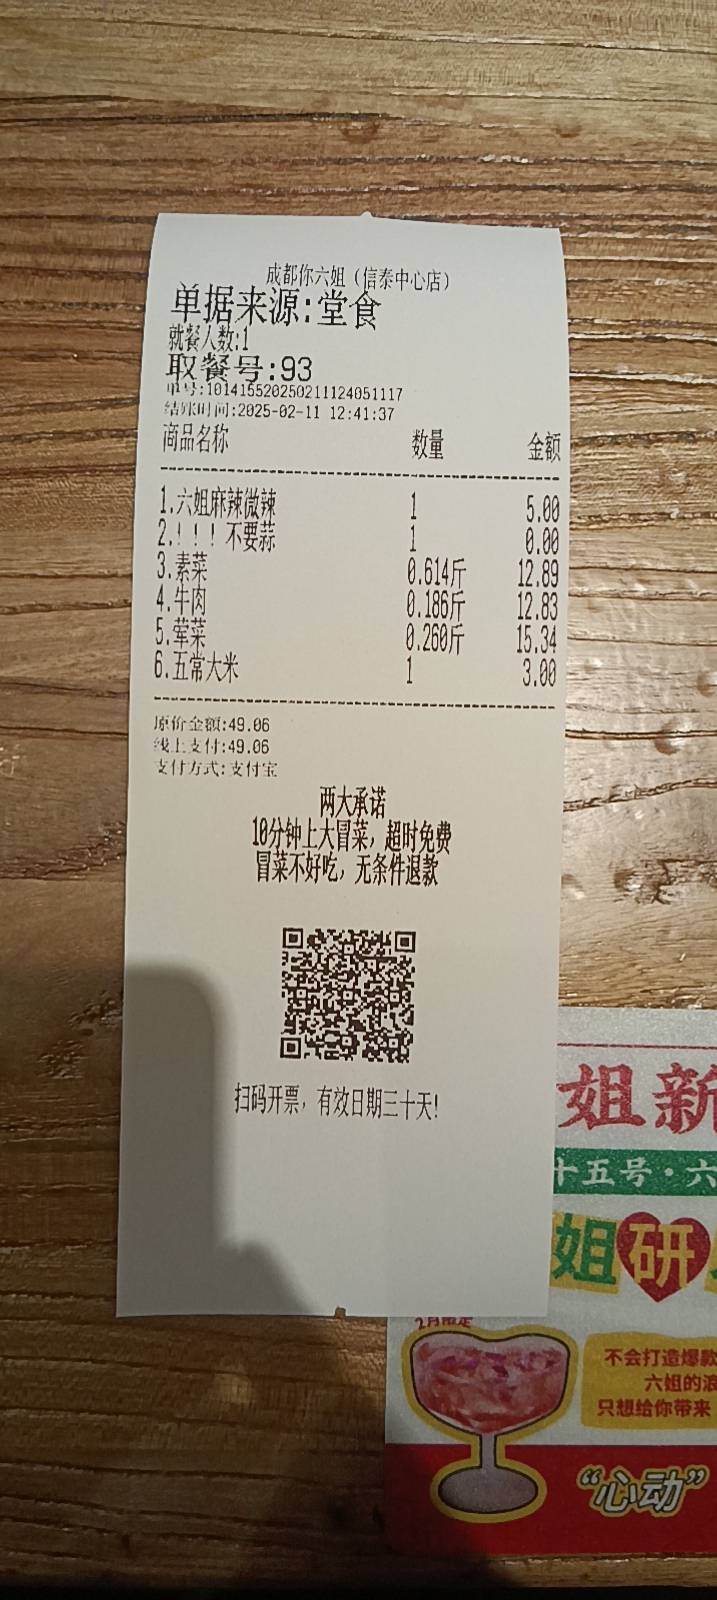 成都你六姐（信泰中心店）
单据来源:堂食
就餐人数:1
取餐号:93
单号:101415520250211124051117
结账时间:2025-02-11 12:41:37
商品名称 数量 金额
1.六姐麻辣微辣 1 5.00
2.！！！不要蒜 1 0.00
3.素菜 0.614斤 12.89
4.牛肉 0.186斤 12.83
5.荤菜 0.260斤 15.34
6.五常大米 1 3.00
原价金额:49.06
线上支付:49.06
支付方式:支付宝
两大承诺
10分钟上大冒菜，超时免费
冒菜不好吃，无条件退款
扫码开票，有效日期三十天!
姐新
十五号·六
姐研
2月限定
不会打造爆款
六姐的浪
只想给你带来
“心动”